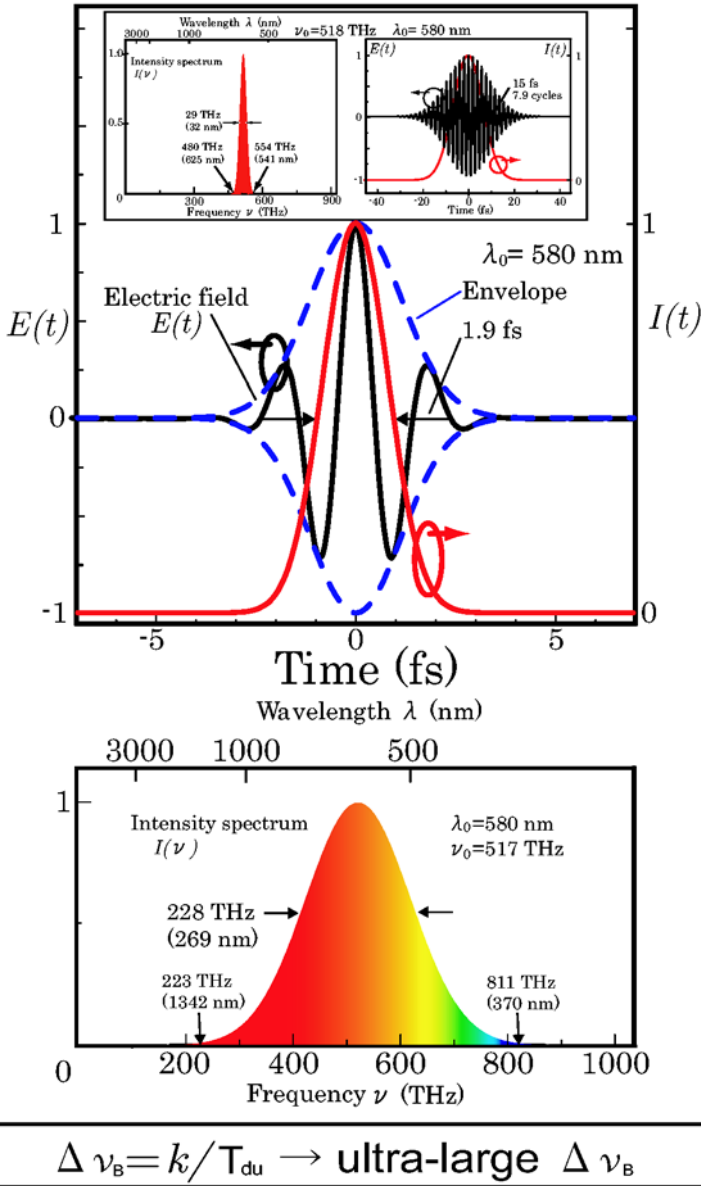 Wavelength λ (nm)
3000 1000 500
ν₀=518 THz λ₀= 580 nm
1.0
0.5
0
Intensity spectrum
I(ν)
29 THz
(32 nm)
480 THz
(625 nm)
554 THz
(541 nm)
300 600 900
Frequency ν (THz)
E(t) I(t)
1
0
-1
1
0
15 fs
7.9 cycles
-40 -20 0 20 40
Time (fs)
1
0
-1
1
0
E(t)
I(t)
λ₀= 580 nm
Electric field
E(t)
Envelope
1.9 fs
-5 0 5
Time (fs)
Wavelength λ (nm)
3000 1000 500
1
0
Intensity spectrum
I(ν)
λ₀=580 nm
ν₀=517 THz
228 THz
(269 nm)
223 THz
(1342 nm)
811 THz
(370 nm)
200 400 600 800 1000
Frequency ν (THz)
Δ ν_B = k/T_du → ultra-large Δ ν_B